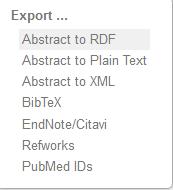 Export ...
Abstract to RDF
Abstract to Plain Text
Abstract to XML
BibTeX
EndNote/Citavi
Refworks
PubMed IDs